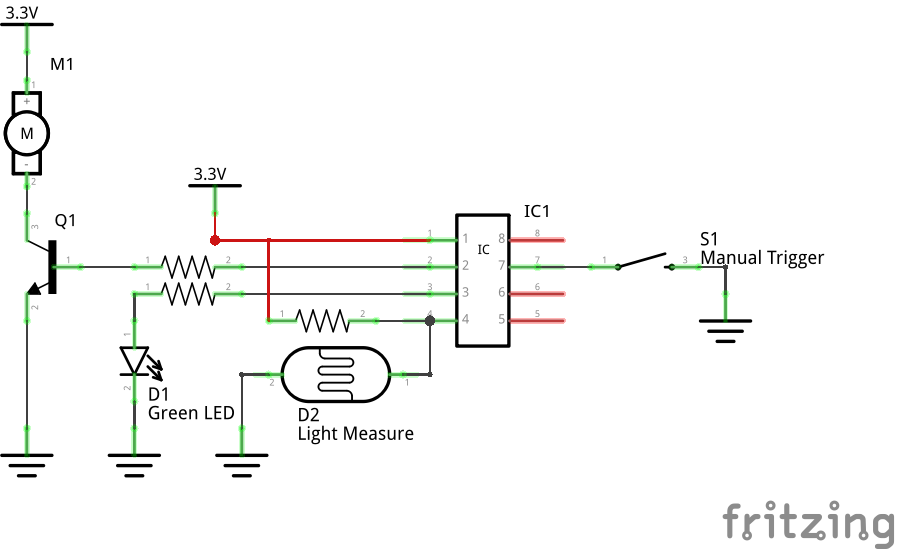 3.3V
M1
1
+
M
-
2
3.3V
Q1
3
1
2
IC1
IC
1 1 8 8
1 2 2 2 7 7 1 3
S1
Manual Trigger
1 2 3 3 6 6
1 2 4 4 5 5
1
2
D1
Green LED
2 1
D2
Light Measure
fritzing